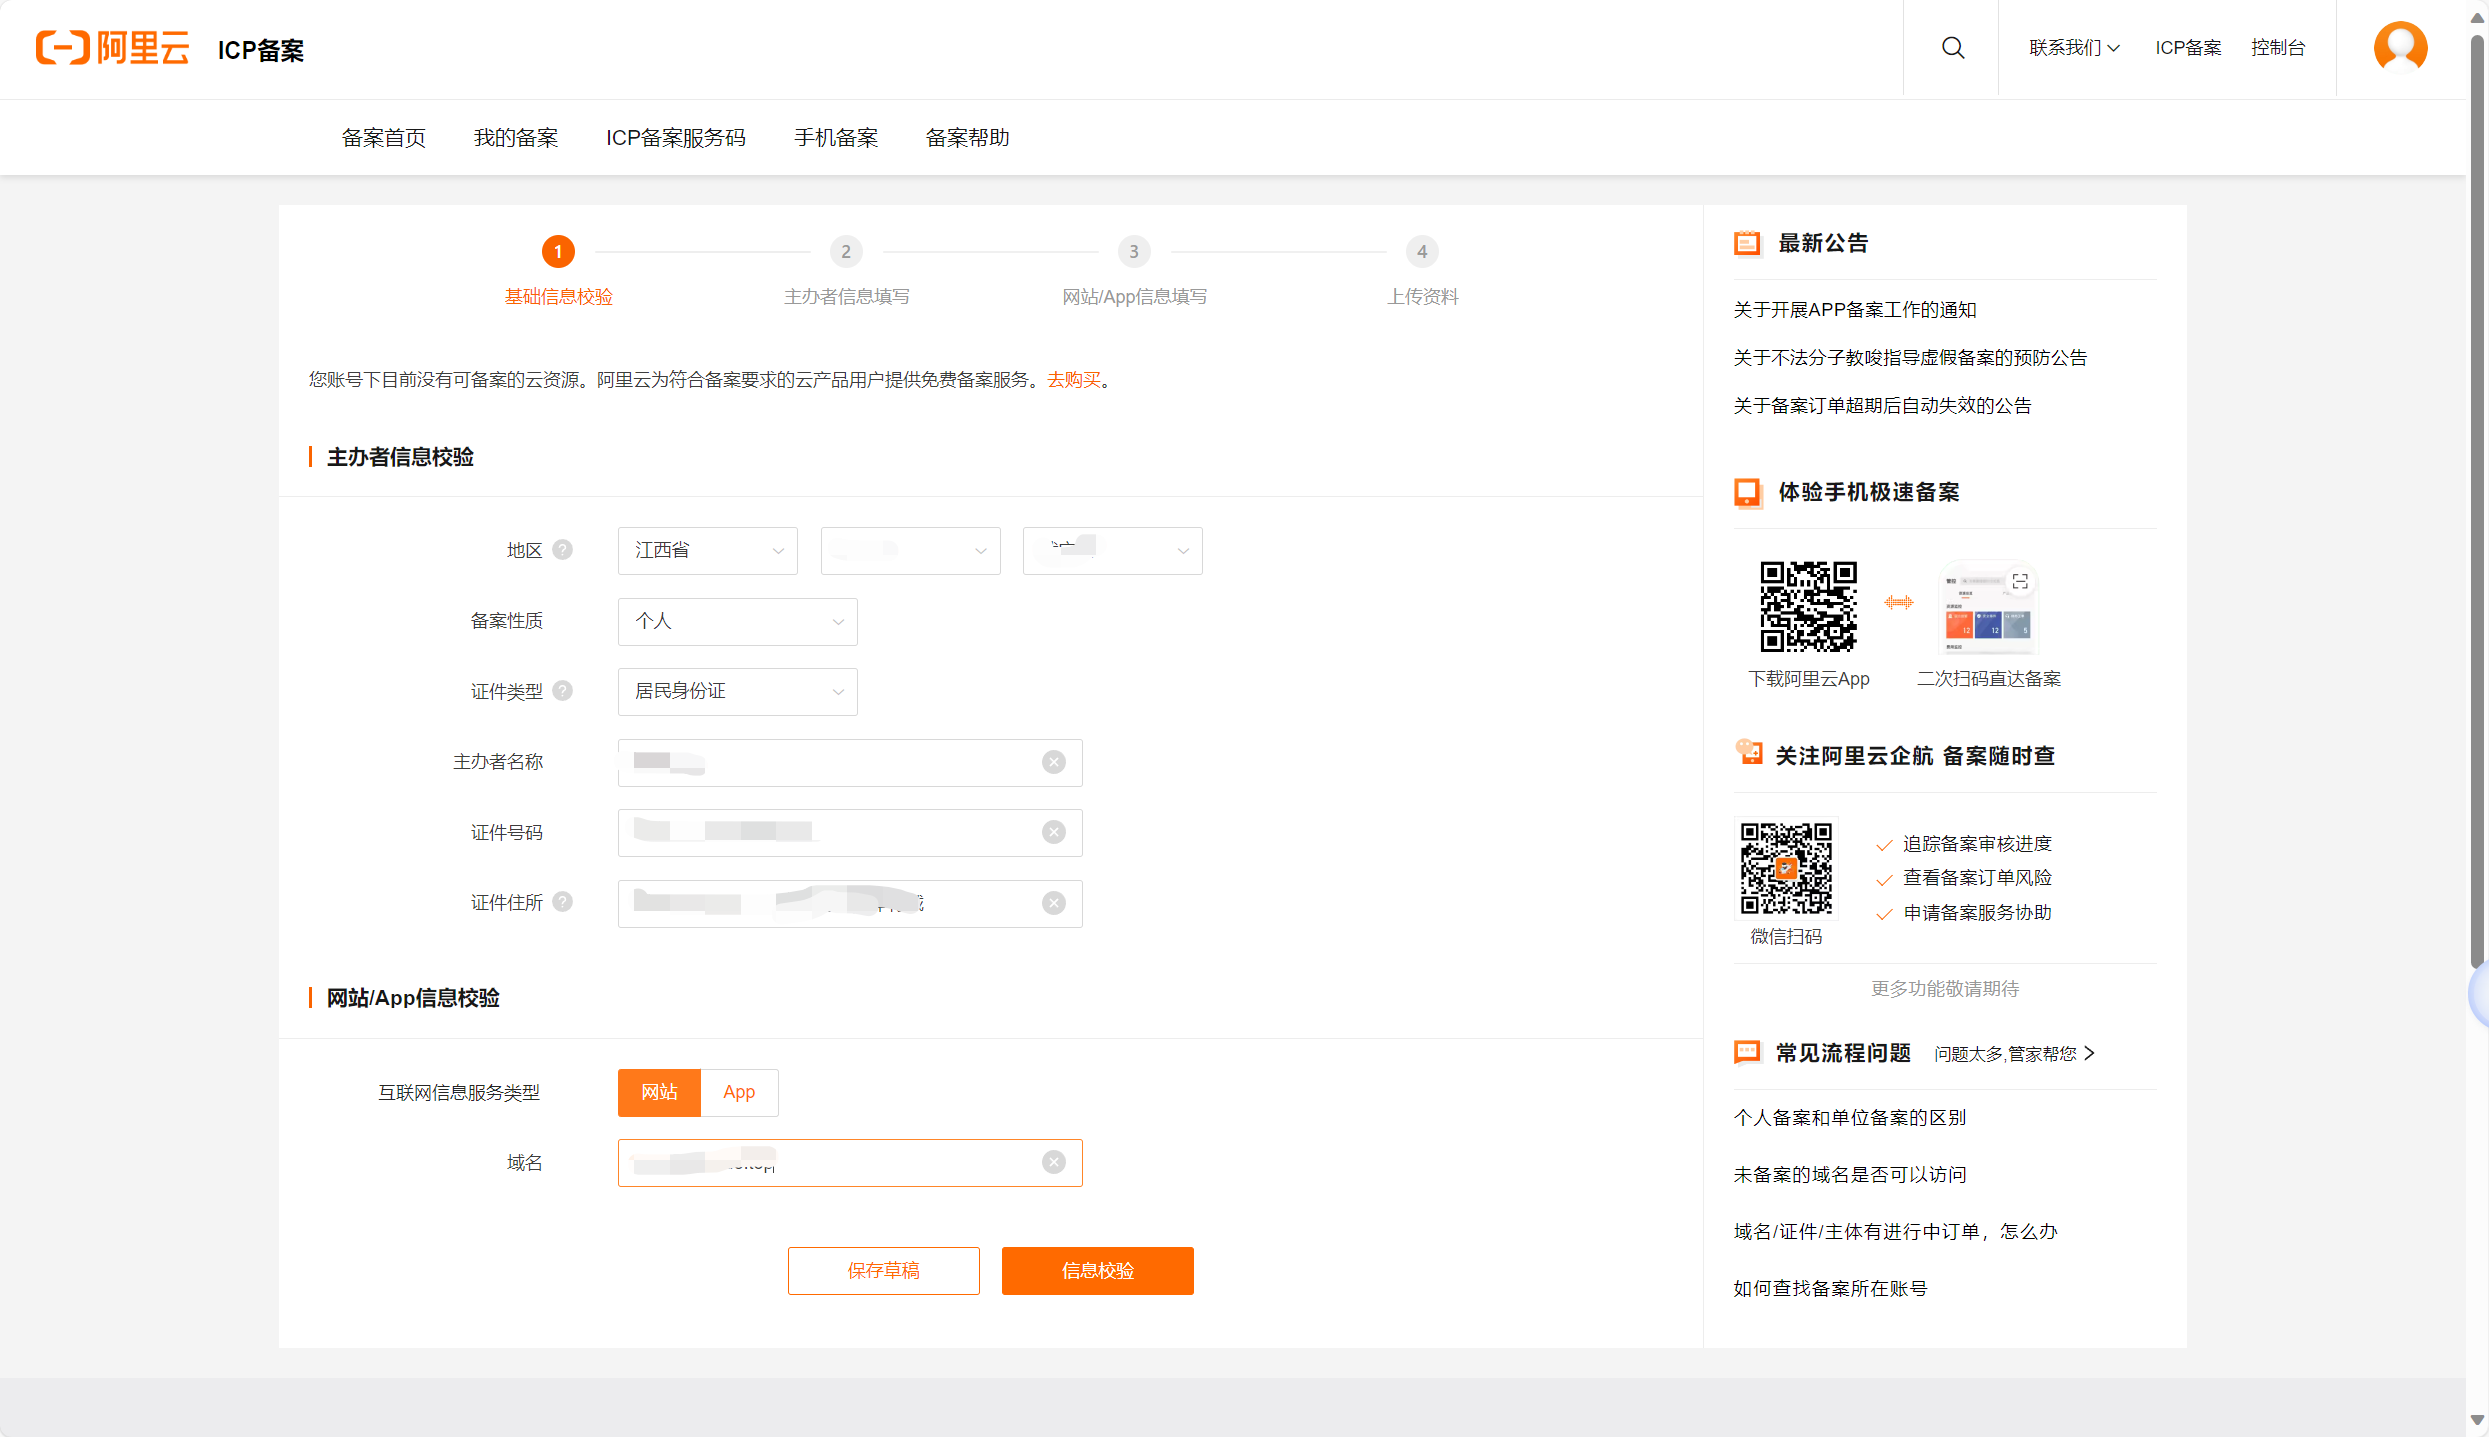 阿里云 ICP备案
联系我们 ICP备案 控制台
备案首页 我的备案 ICP备案服务码 手机备案 备案帮助
1 2 3 4
基础信息校验 主办者信息填写 网站/App信息填写 上传资料
您账号下目前没有可备案的云资源。阿里云为符合备案要求的云产品用户提供免费备案服务。去购买。
主办者信息校验
地区 ? 江西省
备案性质 个人
证件类型 ? 居民身份证
主办者名称
证件号码
证件住所 ?
网站/App信息校验
互联网信息服务类型 网站 App
域名
保存草稿 信息校验
最新公告
关于开展APP备案工作的通知
关于不法分子教唆指导虚假备案的预防公告
关于备案订单超期后自动失效的公告
体验手机极速备案
12 12 5
下载阿里云App 二次扫码直达备案
关注阿里云企航 备案随时查
追踪备案审核进度
查看备案订单风险
申请备案服务协助
微信扫码
更多功能敬请期待
常见流程问题 问题太多,管家帮您
个人备案和单位备案的区别
未备案的域名是否可以访问
域名/证件/主体有进行中订单，怎么办
如何查找备案所在账号